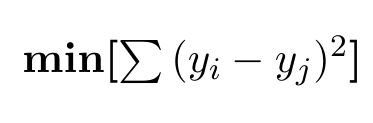 min[∑ (yᵢ − yⱼ)²]